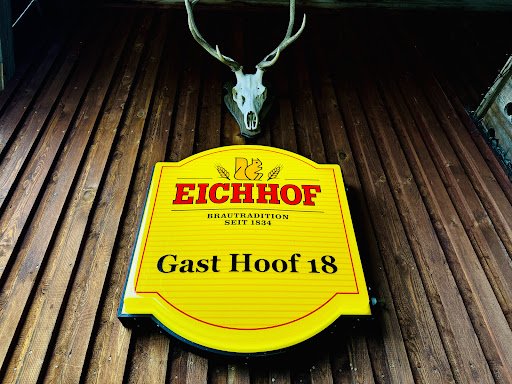 EICHHOF
BRAUTRADITION
SEIT 1834
Gast Hoof 18